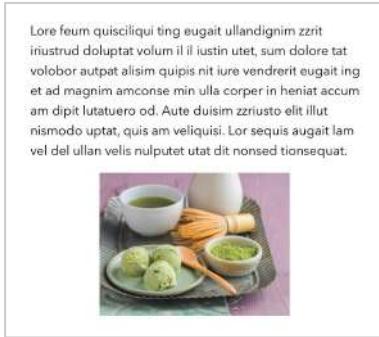 Lore feum quisciliqui ting eugait ullandignim zzrit
iriustrud doluptat volum il il iustin utet, sum dolore tat
volobor autpat alisim quipis nit iure vendrerit eugait ing
et ad magnim amconse min ulla corper in heniat accum
am dipit lutatuero od. Aute duisim zzriusto elit illut
nismodo uptat, quis am veliquisi. Lor sequis augait lam
vel del ullan velis nulputet utat dit nonsed tionsequat.